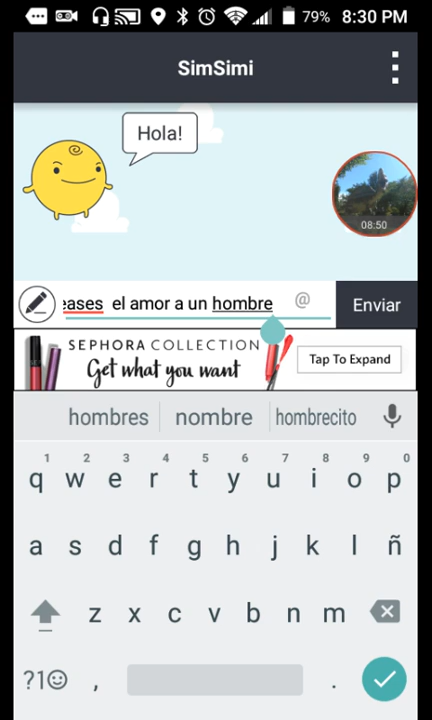 79% 8:30 PM
SimSimi
Hola!
08:50
eases el amor a un hombre @
Enviar
SEPHORA COLLECTION
Get what you want
Tap To Expand
hombres nombre hombrecito
1 2 3 4 5 6 7 8 9 0
q w e r t y u i o p
a s d f g h j k l ñ
z x c v b n m
?1☺ , .